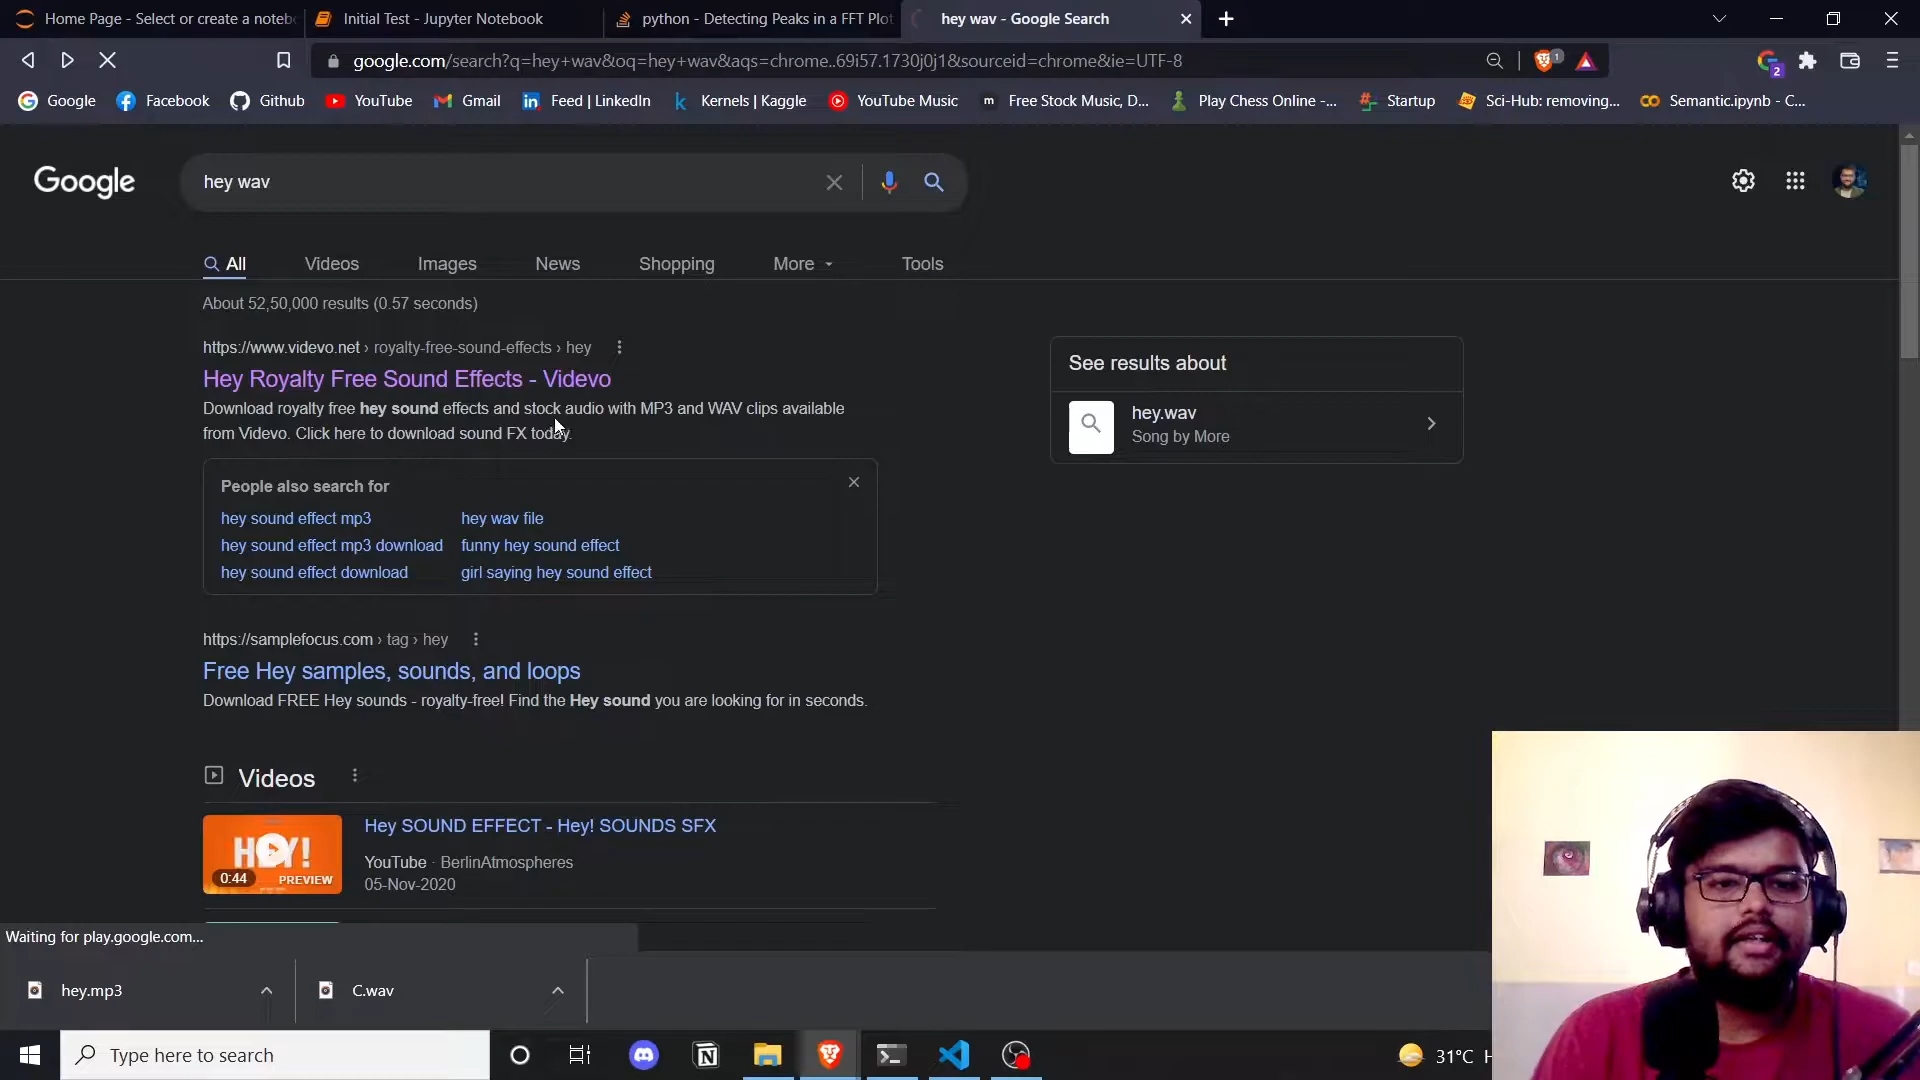 Home Page - Select or create a noteb
Initial Test - Jupyter Notebook
python - Detecting Peaks in a FFT Plot
hey wav - Google Search
google.com/search?q=hey+wav&oq=hey+wav&aqs=chrome..69i57.1730j0j1&sourceid=chrome&ie=UTF-8
1
2
Google
Facebook
Github
YouTube
Gmail
Feed | LinkedIn
Kernels | Kaggle
YouTube Music
Free Stock Music, D...
Play Chess Online -...
Startup
Sci-Hub: removing...
Semantic.ipynb - C...
Google
hey wav
All
Videos
Images
News
Shopping
More
Tools
About 52,50,000 results (0.57 seconds)
https://www.videvo.net › royalty-free-sound-effects › hey
Hey Royalty Free Sound Effects - Videvo
Download royalty free hey sound effects and stock audio with MP3 and WAV clips available
from Videvo. Click here to download sound FX today.
See results about
hey.wav
Song by More
People also search for
hey sound effect mp3
hey wav file
hey sound effect mp3 download
funny hey sound effect
hey sound effect download
girl saying hey sound effect
https://samplefocus.com › tag › hey
Free Hey samples, sounds, and loops
Download FREE Hey sounds - royalty-free! Find the Hey sound you are looking for in seconds.
Videos
HEY!
0:44
PREVIEW
Hey SOUND EFFECT - Hey! SOUNDS SFX
YouTube · BerlinAtmospheres
05-Nov-2020
Waiting for play.google.com...
hey.mp3
C.wav
Type here to search
31°C H